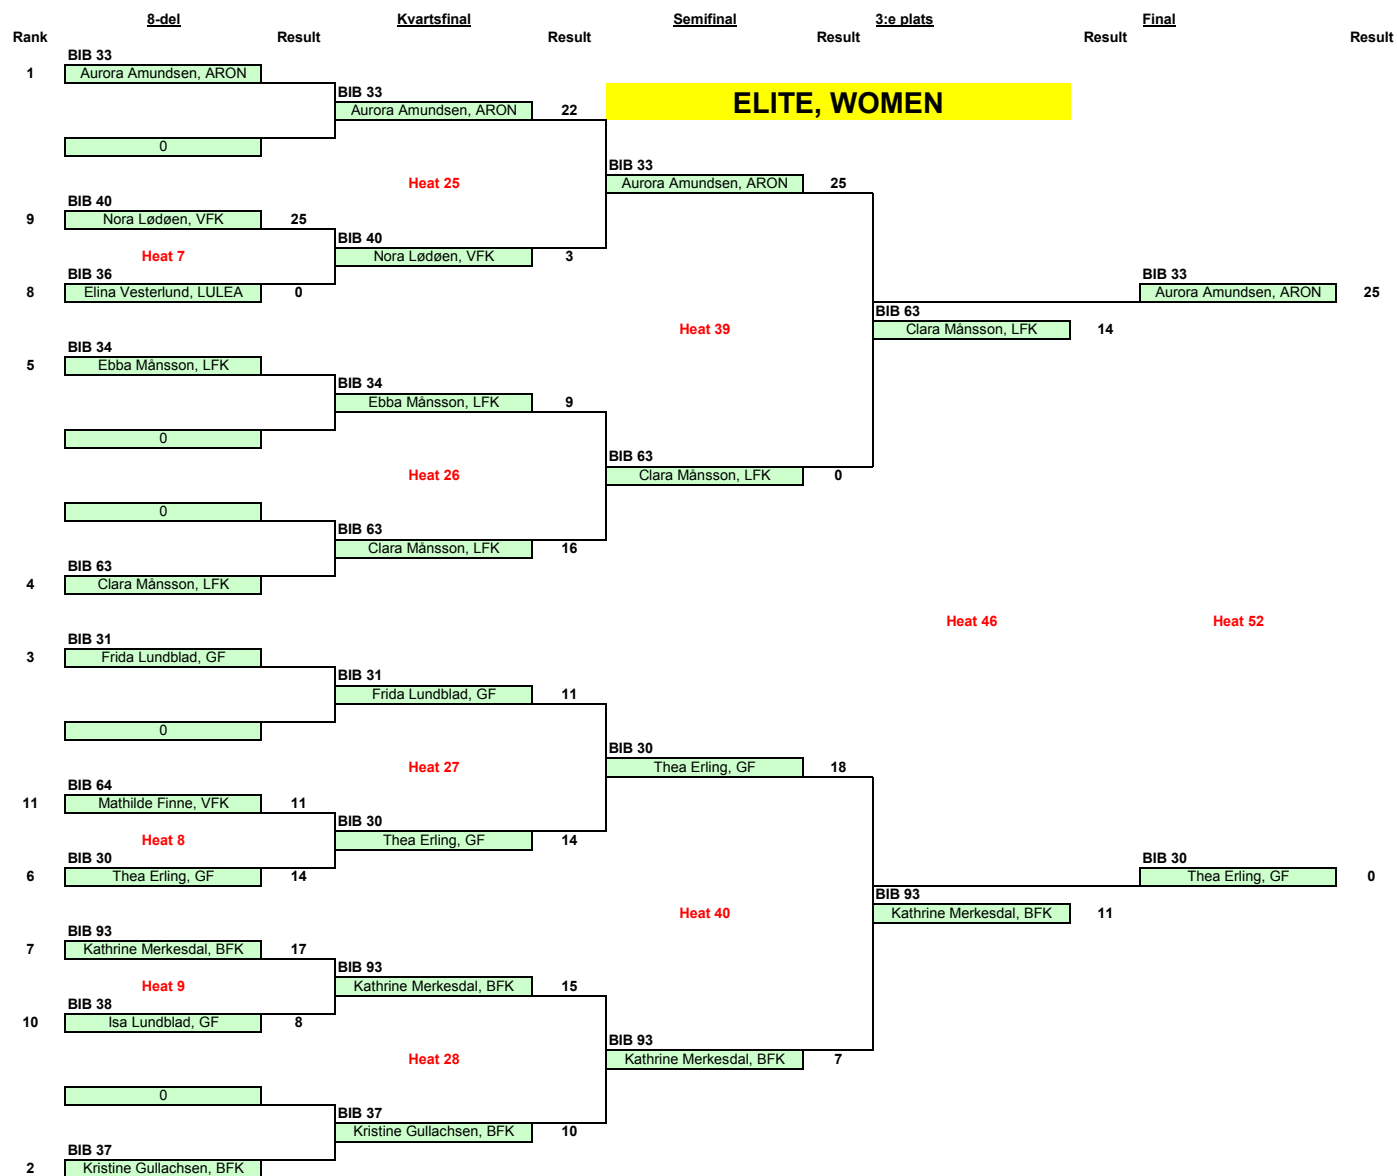 8-del Kvartsfinal Semifinal 3:e plats Final
Rank Result Result Result Result Result
BIB 33
1 Aurora Amundsen, ARON
BIB 33
Aurora Amundsen, ARON 22 ELITE, WOMEN
0
BIB 33
Heat 25 Aurora Amundsen, ARON 25
BIB 40
9 Nora Lødøen, VFK 25
BIB 40
Heat 7 Nora Lødøen, VFK 3
BIB 36 BIB 33
8 Elina Vesterlund, LULEA 0 Aurora Amundsen, ARON 25
BIB 63
Heat 39 Clara Månsson, LFK 14
BIB 34
5 Ebba Månsson, LFK
BIB 34
Ebba Månsson, LFK 9
0
BIB 63
Heat 26 Clara Månsson, LFK 0
0
BIB 63
Clara Månsson, LFK 16
BIB 63
4 Clara Månsson, LFK
Heat 46 Heat 52
BIB 31
3 Frida Lundblad, GF
BIB 31
Frida Lundblad, GF 11
0
BIB 30
Heat 27 Thea Erling, GF 18
BIB 64
11 Mathilde Finne, VFK 11
BIB 30
Heat 8 Thea Erling, GF 14
BIB 30 BIB 30
6 Thea Erling, GF 14 Thea Erling, GF 0
BIB 93
Heat 40 Kathrine Merkesdal, BFK 11
BIB 93
7 Kathrine Merkesdal, BFK 17
BIB 93
Heat 9 Kathrine Merkesdal, BFK 15
BIB 38
10 Isa Lundblad, GF 8
BIB 93
Heat 28 Kathrine Merkesdal, BFK 7
0
BIB 37
Kristine Gullachsen, BFK 10
BIB 37
2 Kristine Gullachsen, BFK